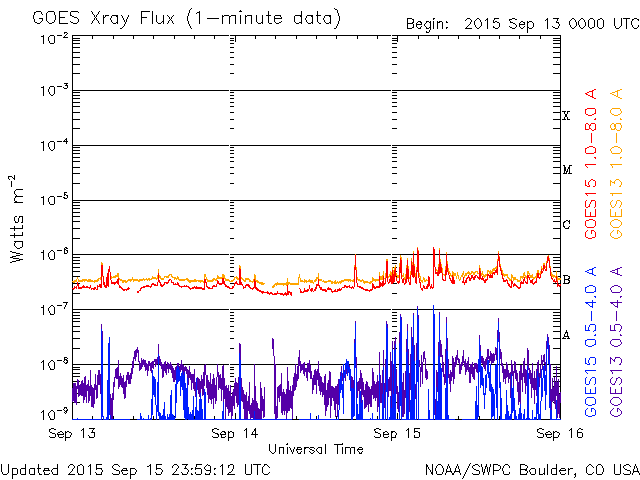 GOES Xray Flux (1-minute data)
Begin: 2015 Sep 13 0000 UTC
10-2
10-3
10-4
10-5
10-6
10-7
10-8
10-9
Watts m-2
X
M
C
B
A
GOES15 1.0-8.0 A
GOES13 1.0-8.0 A
GOES15 0.5-4.0 A
GOES13 0.5-4.0 A
Sep 13
Sep 14
Sep 15
Sep 16
Universal Time
Updated 2015 Sep 15 23:59:12 UTC
NOAA/SWPC Boulder, CO USA